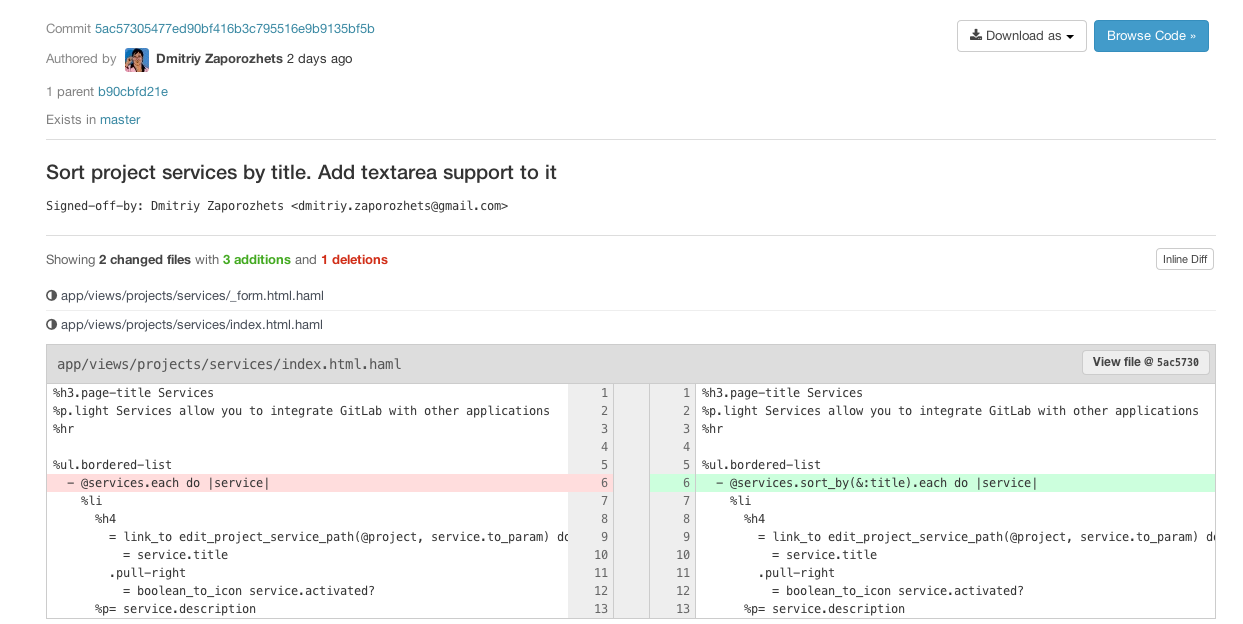 Commit 5ac57305477ed90bf416b3c795516e9b9135bf5b
Download as
Browse Code »
Authored by Dmitriy Zaporozhets 2 days ago
1 parent b90cbfd21e
Exists in master
Sort project services by title. Add textarea support to it
Signed-off-by: Dmitriy Zaporozhets <dmitriy.zaporozhets@gmail.com>
Showing 2 changed files with 3 additions and 1 deletions
Inline Diff
app/views/projects/services/_form.html.haml
app/views/projects/services/index.html.haml
app/views/projects/services/index.html.haml
View file @ 5ac5730
%h3.page-title Services 1 1 %h3.page-title Services
%p.light Services allow you to integrate GitLab with other applications 2 2 %p.light Services allow you to integrate GitLab with other applications
%hr 3 3 %hr
4 4
%ul.bordered-list 5 5 %ul.bordered-list
- @services.each do |service| 6 6 - @services.sort_by(&:title).each do |service|
%li 7 7 %li
%h4 8 8 %h4
= link_to edit_project_service_path(@project, service.to_param) do 9 9 = link_to edit_project_service_path(@project, service.to_param) do
= service.title 10 10 = service.title
.pull-right 11 11 .pull-right
= boolean_to_icon service.activated? 12 12 = boolean_to_icon service.activated?
%p= service.description 13 13 %p= service.description